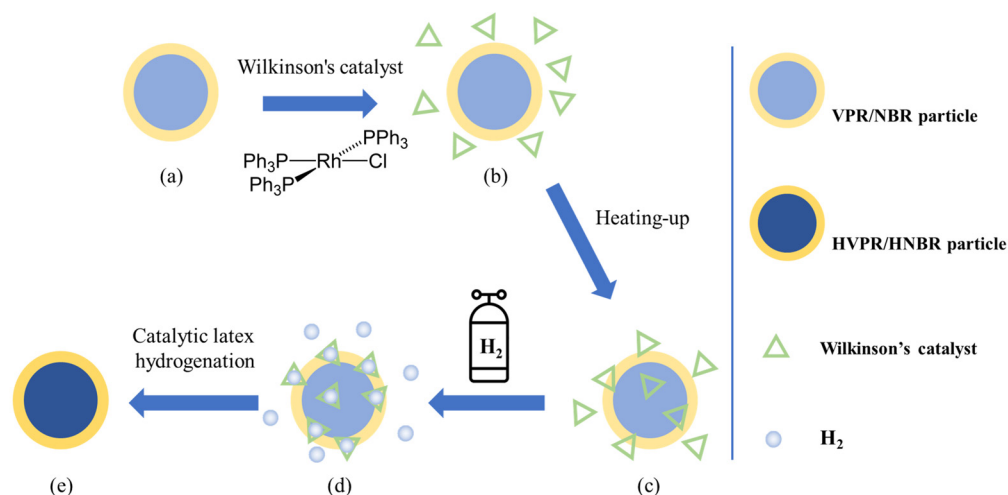 Wilkinson's catalyst
PPh3
Ph3P
Rh
Cl
Ph3P
(a)
(b)
VPR/NBR particle
Heating-up
HVPR/HNBR particle
Catalytic latex
hydrogenation
H2
Wilkinson's catalyst
H2
(e)
(d)
(c)